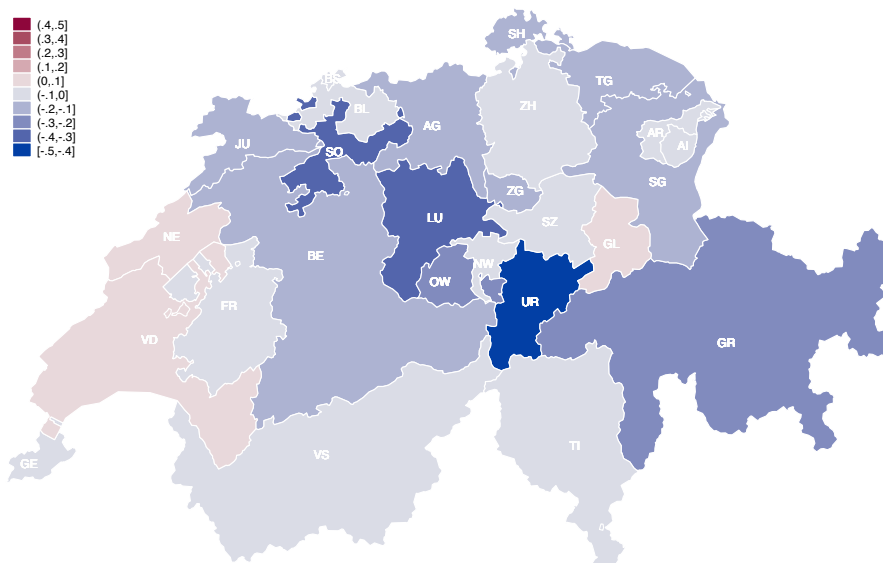 (.4,.5]
(.3,.4]
(.2,.3]
(.1,.2]
(0,.1]
(-.1,0]
(-.2,-.1]
(-.3,-.2]
(-.4,-.3]
[-.5,-.4]
SH
TG
BS
BL
ZH
AG
AR
AI
JU
SO
SG
ZG
LU
SZ
NE
GL
BE
NW
OW
UR
FR
VD
GR
TI
VS
GE